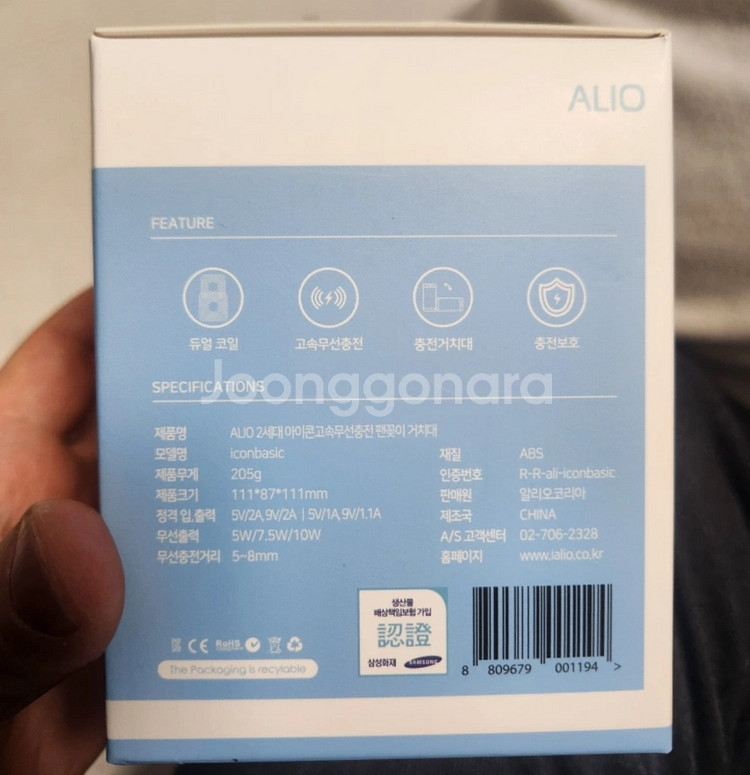 ALIO
FEATURE
듀얼 코일
고속무선충전
충전거치대
충전보호
Joonggonara
SPECIFICATIONS
제품명 ALIO 2세대 아이콘고속무선충전 팬꽂이 거치대
모델명 iconbasic
제품무게 205g
제품크기 111*87*111mm
정격 입,출력 5V/2A,9V/2A | 5V/1A,9V/1.1A
무선출력 5W/7.5W/10W
무선충전거리 5~8mm
재질 ABS
인증번호 R-R-ali-iconbasic
판매원 알리오코리아
제조국 CHINA
A/S 고객센터 02-706-2328
홈페이지 www.ialio.co.kr
생산물
배상책임보험 가입
認證
삼성화재 SAMSUNG
CE RoHS
The Packaging is recylable
8 809679 001194 >